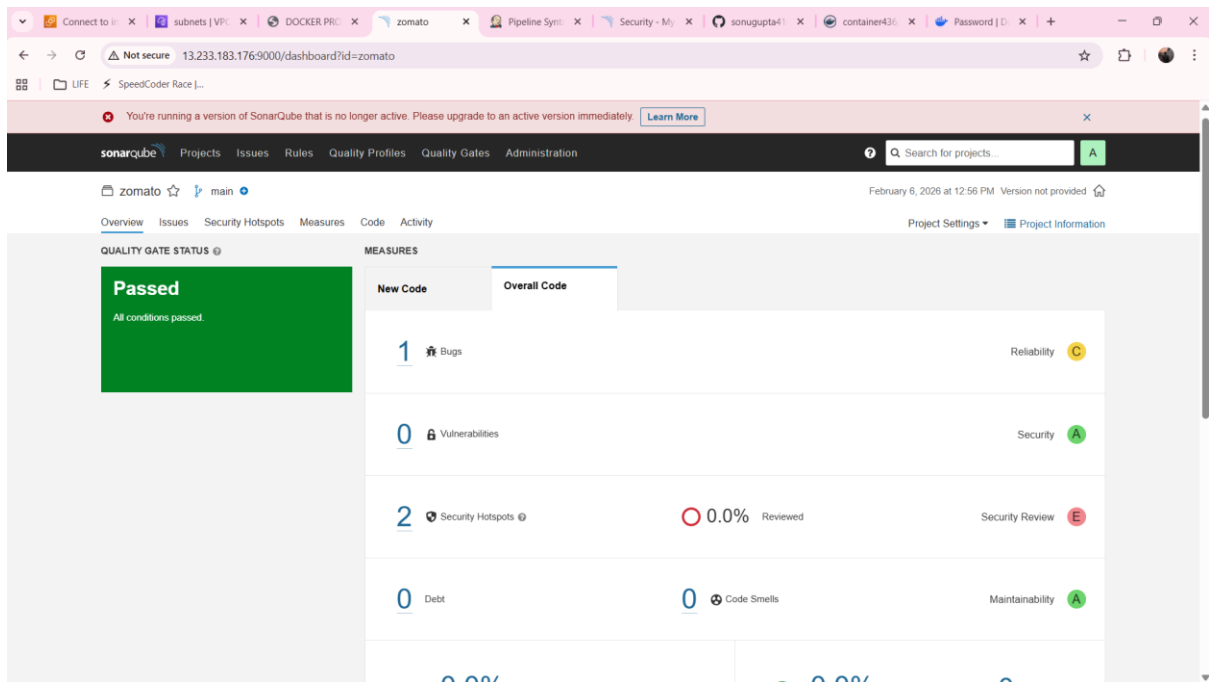 Connect to in
subnets | VPC
DOCKER PRO
zomato
Pipeline Synta
Security - My
sonugupta41
container436
Password | Do
Not secure 13.233.183.176:9000/dashboard?id=zomato
LIFE
SpeedCoder Race |...
You're running a version of SonarQube that is no longer active. Please upgrade to an active version immediately. Learn More
sonarqube Projects Issues Rules Quality Profiles Quality Gates Administration
Search for projects...
A
zomato main
February 6, 2026 at 12:56 PM Version not provided
Overview Issues Security Hotspots Measures Code Activity
Project Settings Project Information
QUALITY GATE STATUS
MEASURES
Passed
All conditions passed.
New Code
Overall Code
1 Bugs
Reliability C
0 Vulnerabilities
Security A
2 Security Hotspots
0.0% Reviewed
Security Review E
0 Debt
0 Code Smells
Maintainability A